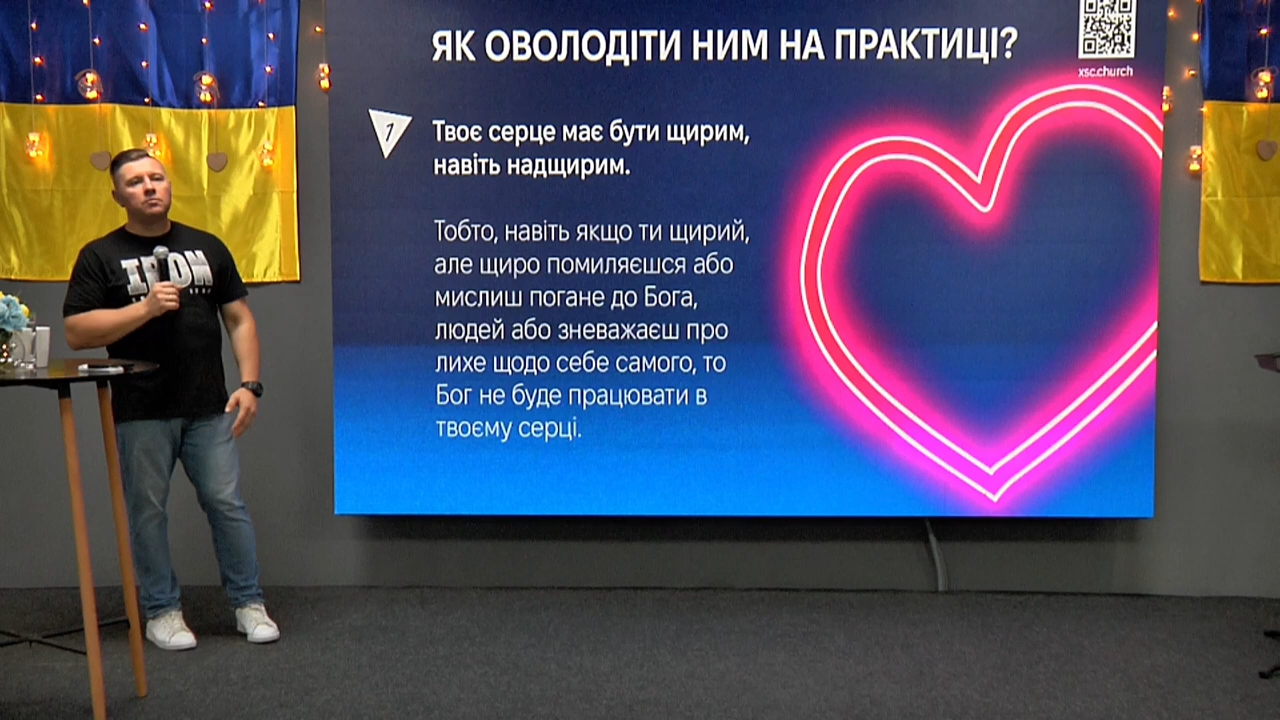 ЯК ОВОЛОДІТИ НИМ НА ПРАКТИЦІ?
xsc.church
1
Твоє серце має бути щирим,
навіть надщирим.
Тобто, навіть якщо ти щирий,
але щиро помиляєшся або
мислиш погане до Бога,
людей або зневажаєш про
лихе щодо себе самого, то
Бог не буде працювати в
твоєму серці.